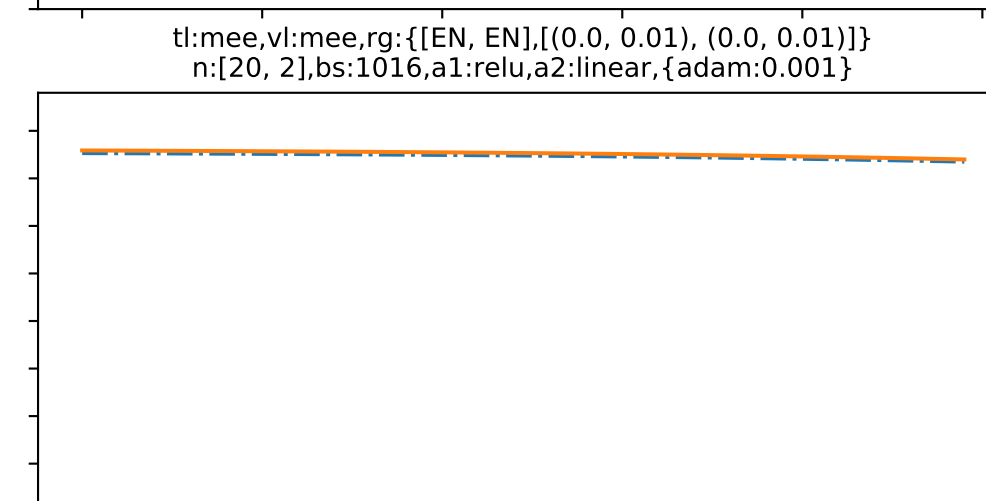 tl:mee,vl:mee,rg:{[EN, EN],[(0.0, 0.01), (0.0, 0.01)]}
n:[20, 2],bs:1016,a1:relu,a2:linear,{adam:0.001}